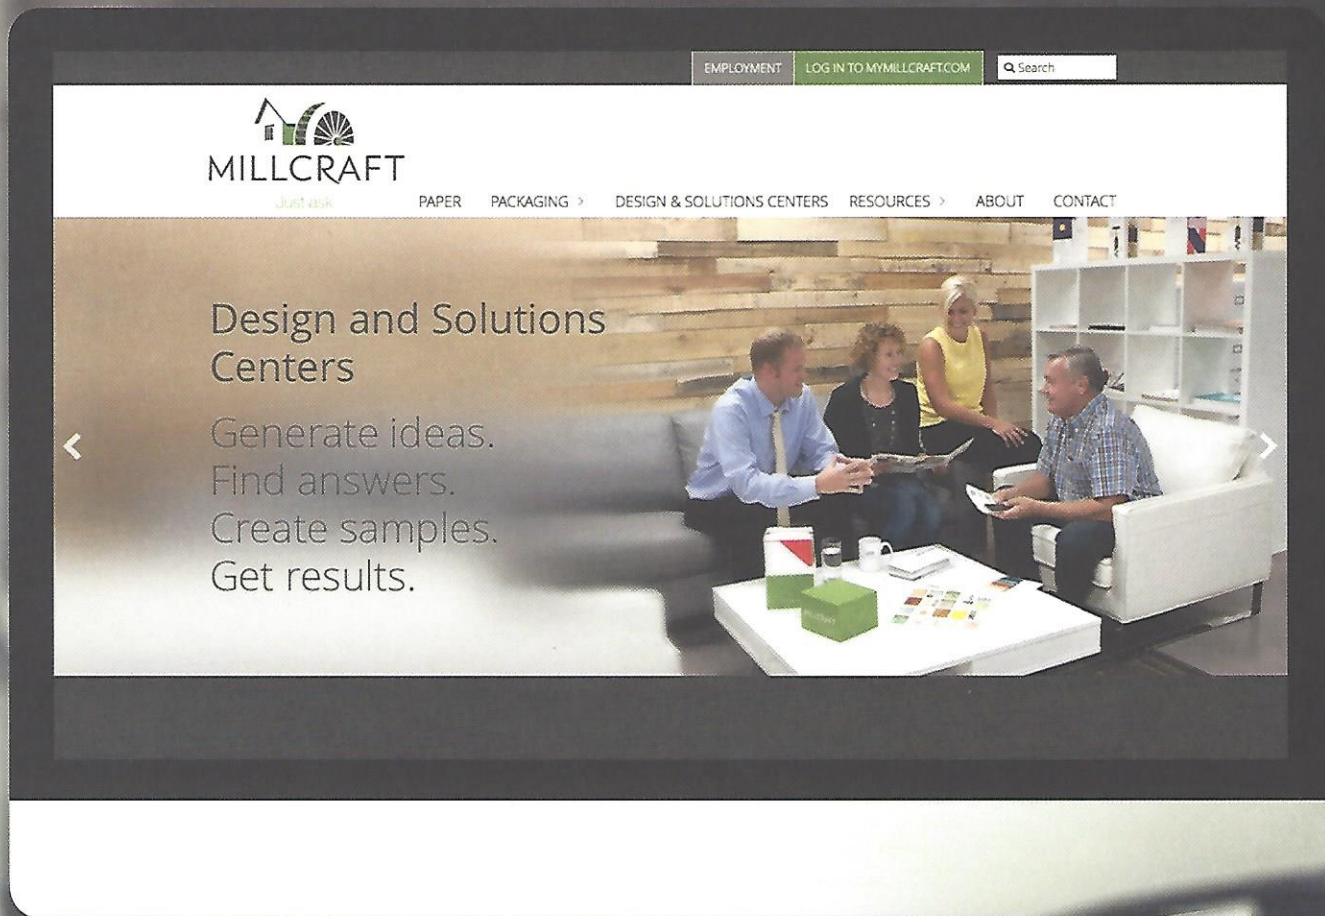 EMPLOYMENT
LOG IN TO MYMILLCRAFT.COM
Search
MILLCRAFT
Just ask
PAPER
PACKAGING >
DESIGN & SOLUTIONS CENTERS
RESOURCES >
ABOUT
CONTACT
Design and Solutions
Centers
Generate ideas.
Find answers.
Create samples.
Get results.
MILLCRAFT